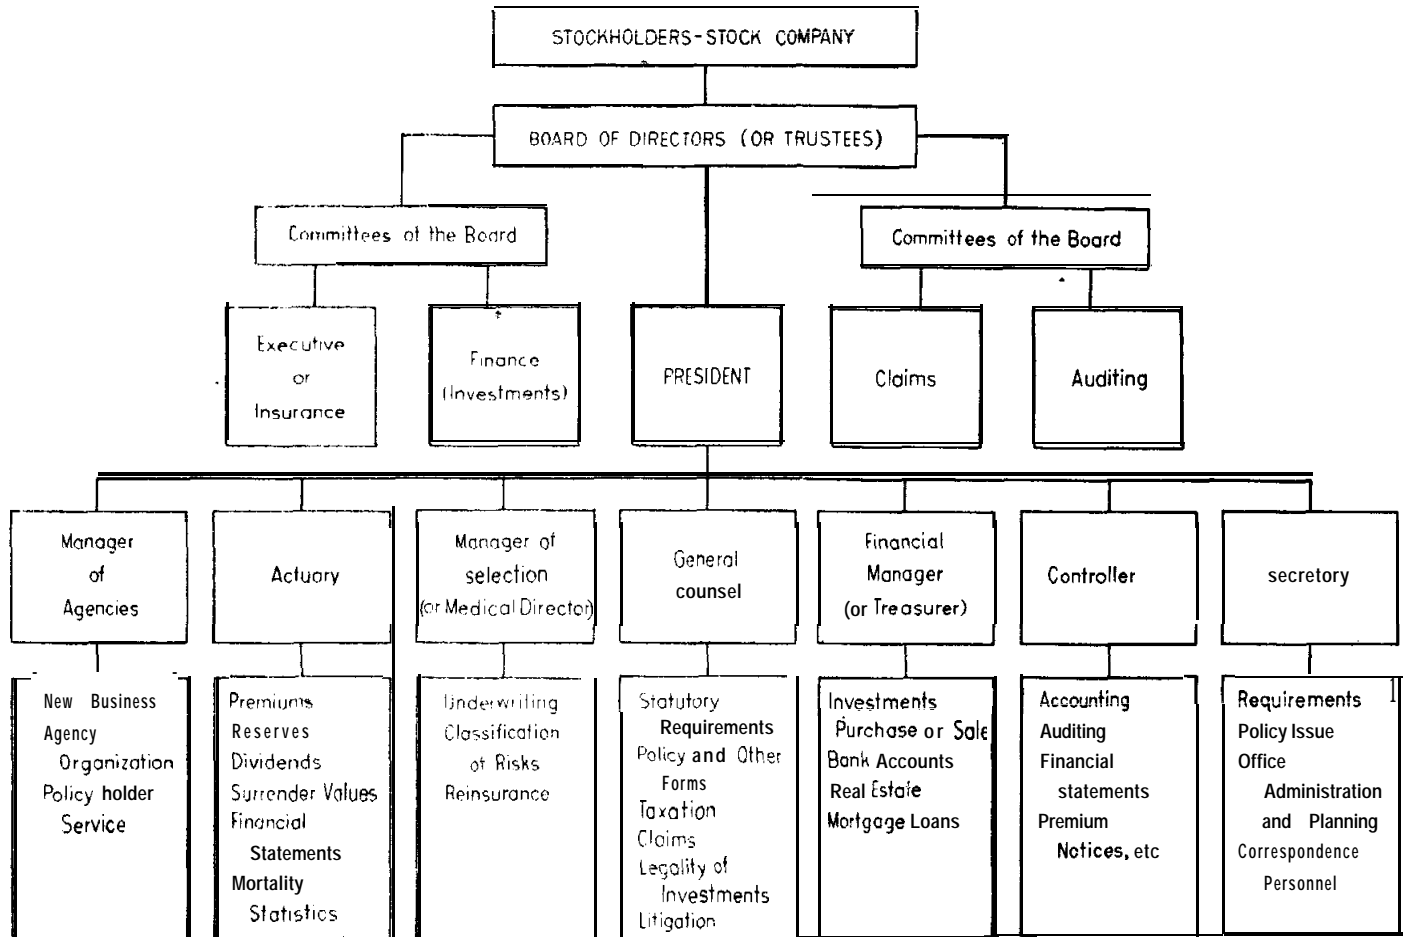 STOCKHOLDERS-STOCK COMPANY
BOARD OF DIRECTORS (OR TRUSTEES)
Committees of the Board
Committees of the Board
Executive
or
Insurance
Finance
(Investments)
PRESIDENT
Claims
Auditing
Manager
of
Agencies
Actuary
Manager of
selection
(or Medical Director)
General
counsel
Financial
Manager
(or Treasurer)
Controller
secretory
New Business
Agency
Organization
Policy holder
Service
Premiums
Reserves
Dividends
Surrender Values
Financial
Statements
Mortality
Statistics
Underwriting
Classification
of Risks
Reinsurance
Statutory
Requirements
Policy and Other
Forms
Taxation
Claims
Legality of
Investments
Litigation
Investments
Purchase or Sale
Bank Accounts
Real Estate
Mortgage Loans
Accounting
Auditing
Financial
statements
Premium
Notices, etc
Requirements
Policy Issue
Office
Administration
and Planning
Correspondence
Personnel